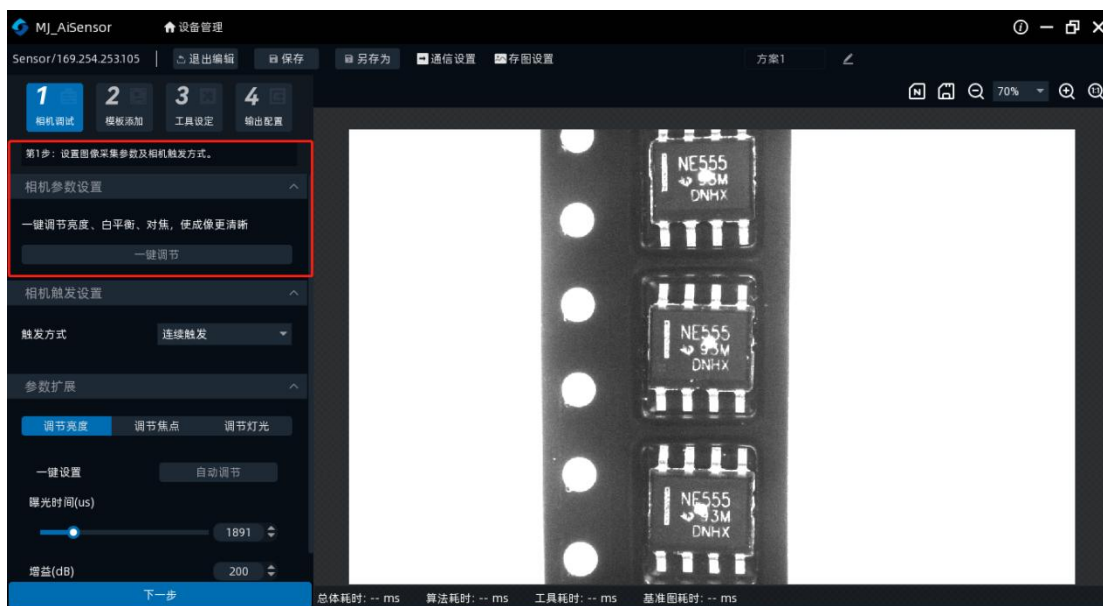 MJ_AiSensor 设备管理
Sensor/169.254.253.105 退出编辑 保存 另存为 通信设置 存图设置 方案1
1 2 3 4
相机调试 模板添加 工具设定 输出配置
70%
第1步：设置图像采集参数及相机触发方式。
相机参数设置
一键调节亮度、白平衡、对焦，使成像更清晰
一键调节
相机触发设置
触发方式 连续触发
参数扩展
调节亮度 调节焦点 调节灯光
一键设置 自动调节
曝光时间(us)
1891
增益(dB) 200
下一步
NE555
93M
DNHX
NE555
93M
DNHX
NE555
93M
DNHX
总体耗时: -- ms 算法耗时: -- ms 工具耗时: -- ms 基准图耗时: -- ms